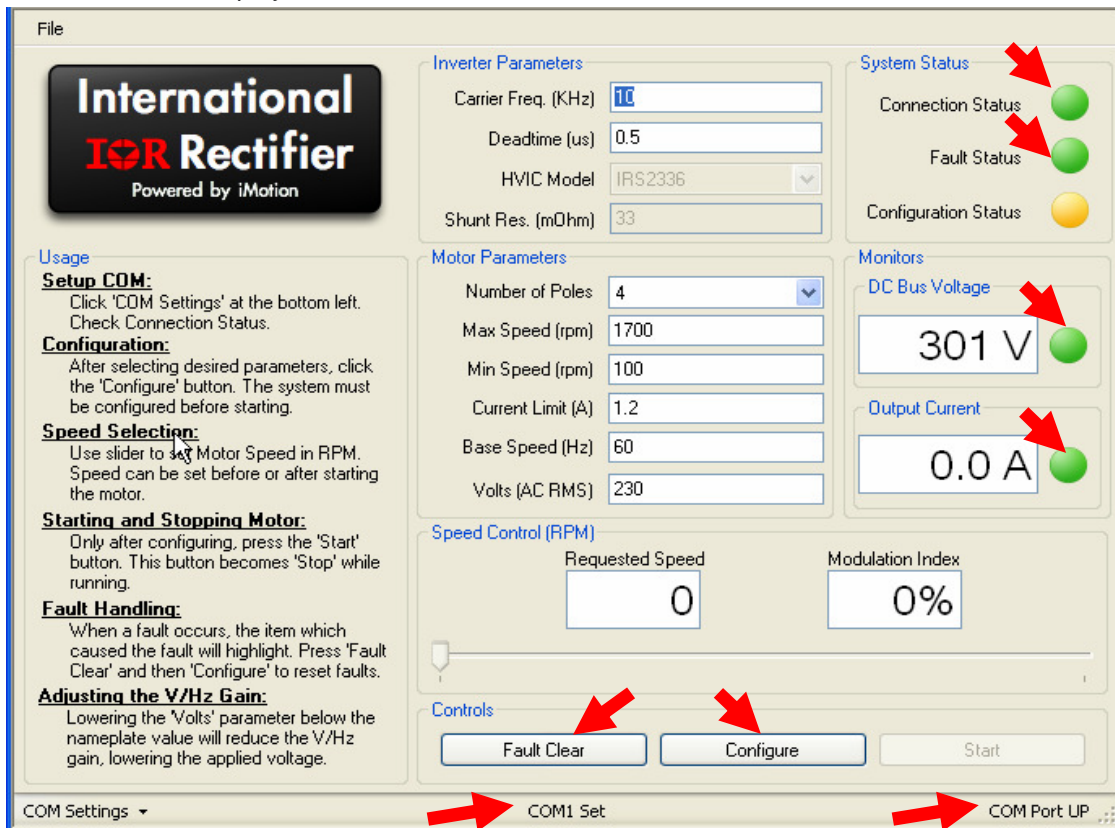 File
International
IOR Rectifier
Powered by iMotion
Usage
Setup COM:
Click 'COM Settings' at the bottom left.
Check Connection Status.
Configuration:
After selecting desired parameters, click
the 'Configure' button. The system must
be configured before starting.
Speed Selection:
Use slider to set Motor Speed in RPM.
Speed can be set before or after starting
the motor.
Starting and Stopping Motor:
Only after configuring, press the 'Start'
button. This button becomes 'Stop' while
running.
Fault Handling:
When a fault occurs, the item which
caused the fault will highlight. Press 'Fault
Clear' and then 'Configure' to reset faults.
Adjusting the V/Hz Gain:
Lowering the 'Volts' parameter below the
nameplate value will reduce the V/Hz
gain, lowering the applied voltage.
Inverter Parameters
Carrier Freq. (KHz) 10
Deadtime (us) 0.5
HVIC Model IRS2336
Shunt Res. (mOhm) 33
Motor Parameters
Number of Poles 4
Max Speed (rpm) 1700
Min Speed (rpm) 100
Current Limit (A) 1.2
Base Speed (Hz) 60
Volts (AC RMS) 230
System Status
Connection Status
Fault Status
Configuration Status
Monitors
DC Bus Voltage
301 V
Output Current
0.0 A
Speed Control (RPM)
Requested Speed Modulation Index
0 0%
Controls
Fault Clear Configure Start
COM Settings COM1 Set COM Port UP